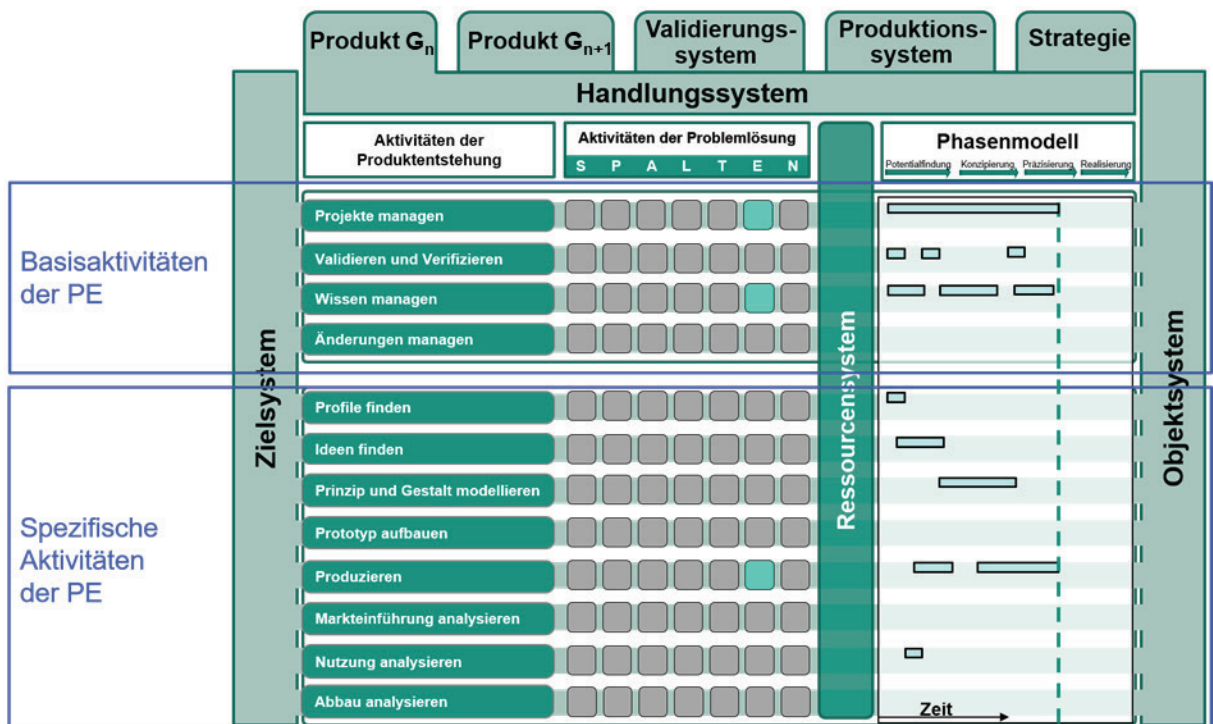 Produkt Gn
Produkt Gn+1
Validierungs-
system
Produktions-
system
Strategie
Handlungssystem
Zielsystem
Aktivitäten der
Produktentstehung
Aktivitäten der Problemlösung
S P A L T E N
Ressourcensystem
Phasenmodell
Potentialfindung Konzipierung Präzisierung Realisierung
Objektsystem
Basisaktivitäten
der PE
Projekte managen
Validieren und Verifizieren
Wissen managen
Änderungen managen
Spezifische
Aktivitäten
der PE
Profile finden
Ideen finden
Prinzip und Gestalt modellieren
Prototyp aufbauen
Produzieren
Markteinführung analysieren
Nutzung analysieren
Abbau analysieren
Zeit